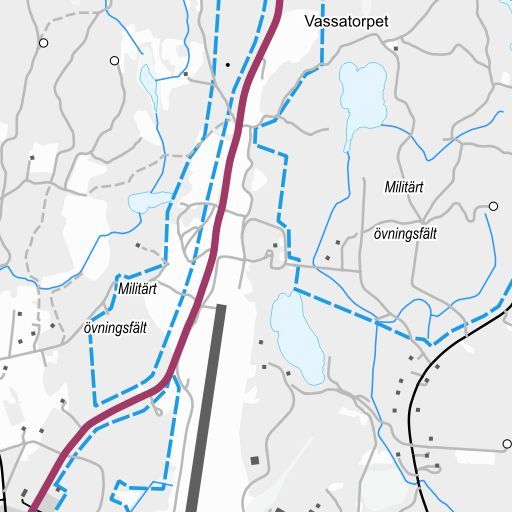 Vassatorpet
Militärt
övningsfält
Militärt
övningsfält